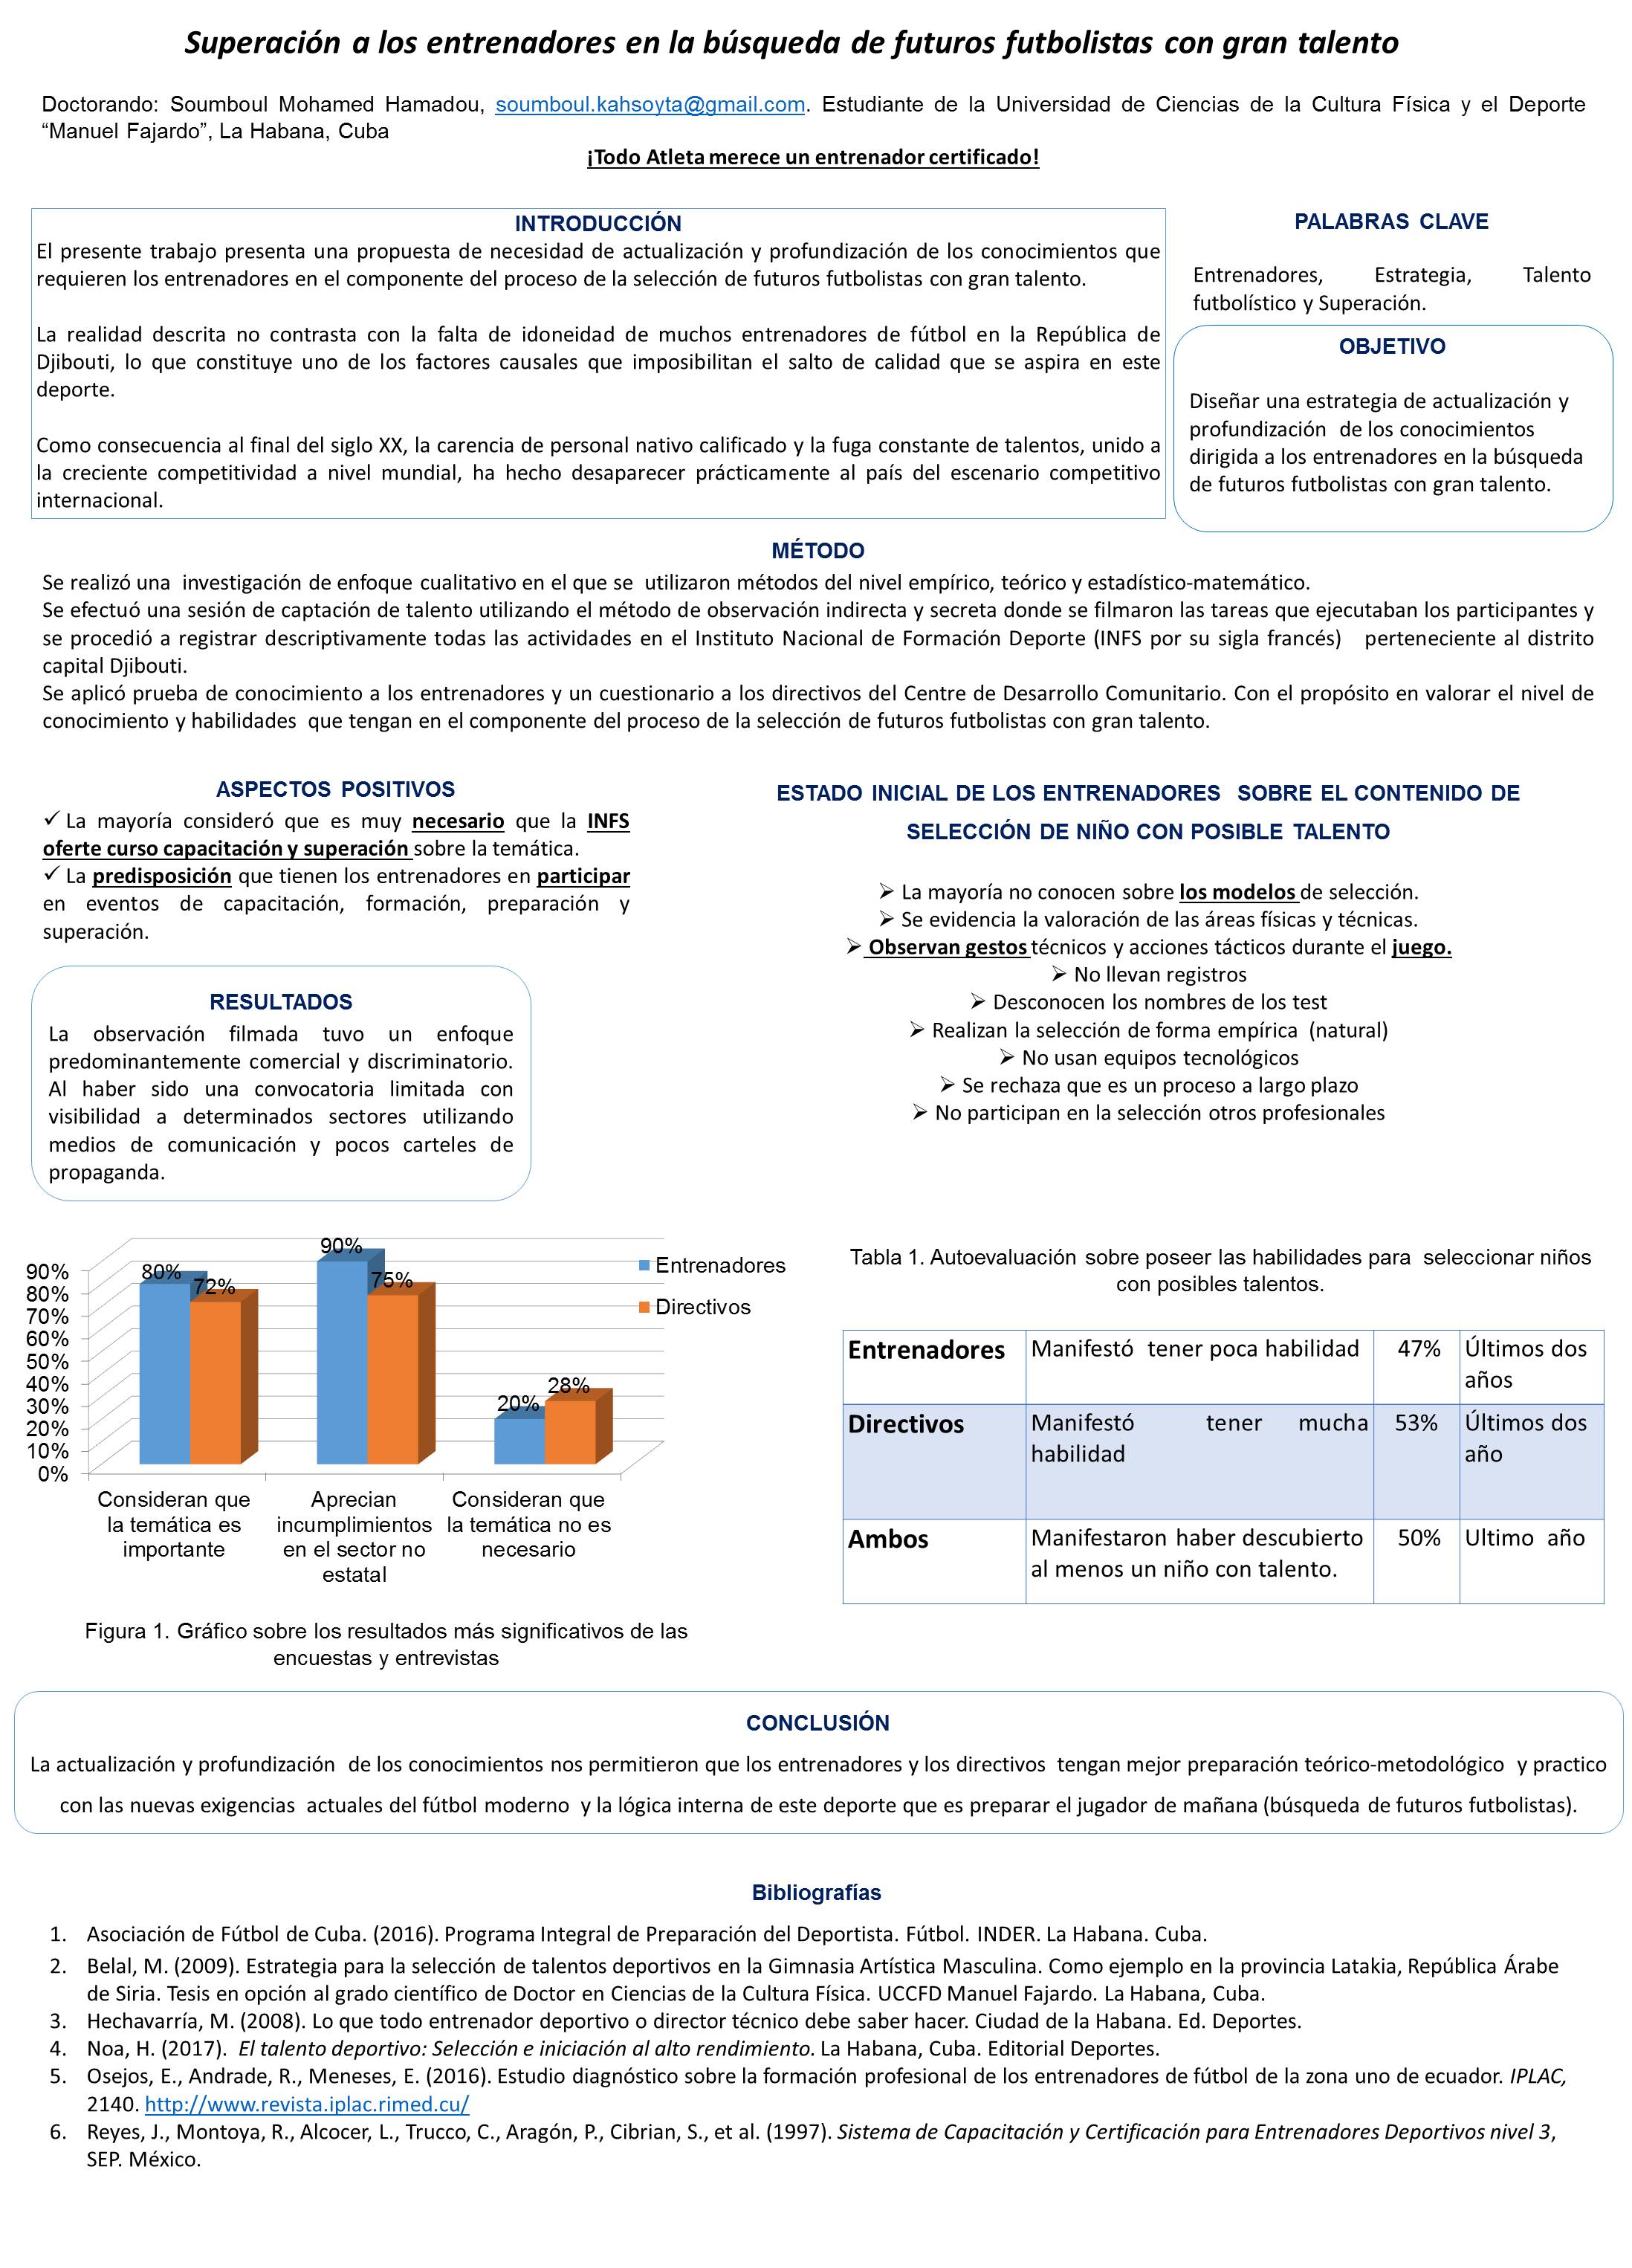 Superación a los entrenadores en la búsqueda de futuros futbolistas con gran talento
Doctorando: Soumboul Mohamed Hamadou, soumboul.kahsoyta@gmail.com. Estudiante de la Universidad de Ciencias de la Cultura Física y el Deporte
“Manuel Fajardo”, La Habana, Cuba
¡Todo Atleta merece un entrenador certificado!
INTRODUCCIÓN
El presente trabajo presenta una propuesta de necesidad de actualización y profundización de los conocimientos que
requieren los entrenadores en el componente del proceso de la selección de futuros futbolistas con gran talento.
La realidad descrita no contrasta con la falta de idoneidad de muchos entrenadores de fútbol en la República de
Djibouti, lo que constituye uno de los factores causales que imposibilitan el salto de calidad que se aspira en este
deporte.
Como consecuencia al final del siglo XX, la carencia de personal nativo calificado y la fuga constante de talentos, unido a
la creciente competitividad a nivel mundial, ha hecho desaparecer prácticamente al país del escenario competitivo
internacional.
PALABRAS CLAVE
Entrenadores, Estrategia, Talento
futbolístico y Superación.
OBJETIVO
Diseñar una estrategia de actualización y
profundización de los conocimientos
dirigida a los entrenadores en la búsqueda
de futuros futbolistas con gran talento.
MÉTODO
Se realizó una investigación de enfoque cualitativo en el que se utilizaron métodos del nivel empírico, teórico y estadístico-matemático.
Se efectuó una sesión de captación de talento utilizando el método de observación indirecta y secreta donde se filmaron las tareas que ejecutaban los participantes y
se procedió a registrar descriptivamente todas las actividades en el Instituto Nacional de Formación Deporte (INFS por su sigla francés) perteneciente al distrito
capital Djibouti.
Se aplicó prueba de conocimiento a los entrenadores y un cuestionario a los directivos del Centre de Desarrollo Comunitario. Con el propósito en valorar el nivel de
conocimiento y habilidades que tengan en el componente del proceso de la selección de futuros futbolistas con gran talento.
ASPECTOS POSITIVOS
✓ La mayoría consideró que es muy necesario que la INFS
oferte curso capacitación y superación sobre la temática.
✓ La predisposición que tienen los entrenadores en participar
en eventos de capacitación, formación, preparación y
superación.
RESULTADOS
La observación filmada tuvo un enfoque
predominantemente comercial y discriminatorio.
Al haber sido una convocatoria limitada con
visibilidad a determinados sectores utilizando
medios de comunicación y pocos carteles de
propaganda.
ESTADO INICIAL DE LOS ENTRENADORES SOBRE EL CONTENIDO DE
SELECCIÓN DE NIÑO CON POSIBLE TALENTO
➢ La mayoría no conocen sobre los modelos de selección.
➢ Se evidencia la valoración de las áreas físicas y técnicas.
➢ Observan gestos técnicos y acciones tácticos durante el juego.
➢ No llevan registros
➢ Desconocen los nombres de los test
➢ Realizan la selección de forma empírica (natural)
➢ No usan equipos tecnológicos
➢ Se rechaza que es un proceso a largo plazo
➢ No participan en la selección otros profesionales
90%
80%
70%
60%
50%
40%
30%
20%
10%
0%
80%
72%
90%
75%
20%
28%
Entrenadores
Directivos
Consideran que
la temática es
importante
Aprecian
incumplimientos
en el sector no
estatal
Consideran que
la temática no es
necesario
Figura 1. Gráfico sobre los resultados más significativos de las
encuestas y entrevistas
Tabla 1. Autoevaluación sobre poseer las habilidades para seleccionar niños
con posibles talentos.
Entrenadores Manifestó tener poca habilidad 47% Últimos dos
años
Directivos Manifestó tener mucha 53% Últimos dos
habilidad año
Ambos Manifestaron haber descubierto 50% Ultimo año
al menos un niño con talento.
CONCLUSIÓN
La actualización y profundización de los conocimientos nos permitieron que los entrenadores y los directivos tengan mejor preparación teórico-metodológico y practico
con las nuevas exigencias actuales del fútbol moderno y la lógica interna de este deporte que es preparar el jugador de mañana (búsqueda de futuros futbolistas).
Bibliografías
1. Asociación de Fútbol de Cuba. (2016). Programa Integral de Preparación del Deportista. Fútbol. INDER. La Habana. Cuba.
2. Belal, M. (2009). Estrategia para la selección de talentos deportivos en la Gimnasia Artística Masculina. Como ejemplo en la provincia Latakia, República Árabe
de Siria. Tesis en opción al grado científico de Doctor en Ciencias de la Cultura Física. UCCFD Manuel Fajardo. La Habana, Cuba.
3. Hechavarría, M. (2008). Lo que todo entrenador deportivo o director técnico debe saber hacer. Ciudad de la Habana. Ed. Deportes.
4. Noa, H. (2017). El talento deportivo: Selección e iniciación al alto rendimiento. La Habana, Cuba. Editorial Deportes.
5. Osejos, E., Andrade, R., Meneses, E. (2016). Estudio diagnóstico sobre la formación profesional de los entrenadores de fútbol de la zona uno de ecuador. IPLAC,
2140. http://www.revista.iplac.rimed.cu/
6. Reyes, J., Montoya, R., Alcocer, L., Trucco, C., Aragón, P., Cibrian, S., et al. (1997). Sistema de Capacitación y Certificación para Entrenadores Deportivos nivel 3,
SEP. México.